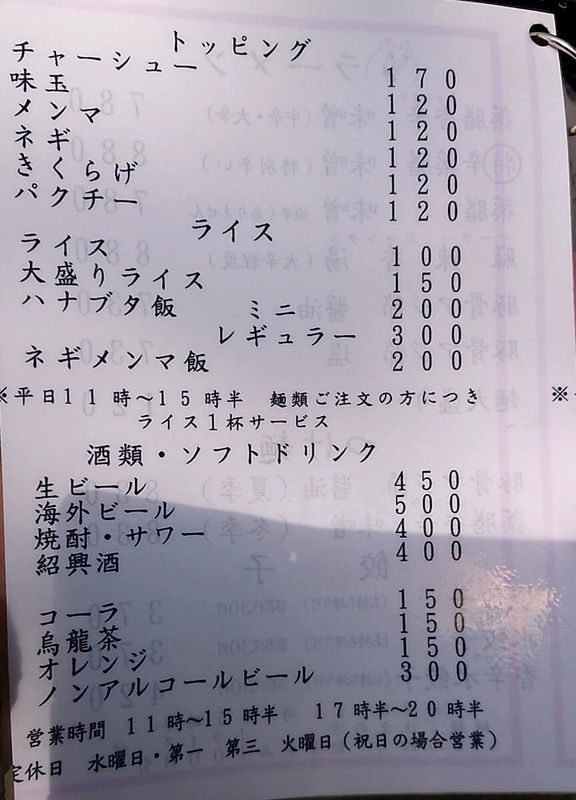 トッピング
チャーシュー 170
味玉 120
メンマ 120
ネギ 120
きくらげ 120
パクチー 120
ライス
ライス 100
大盛りライス 150
ハナブタ飯 ミニ 200
レギュラー 300
ネギメンマ飯 200
※平日11時～15時半 麺類ご注文の方につき
ライス1杯サービス
※
酒類・ソフトドリンク
生ビール 450
海外ビール 500
焼酎・サワー 400
紹興酒 400
コーラ 150
烏龍茶 150
オレンジ 150
ノンアルコールビール 300
営業時間 11時～15時半 17時半～20時半
定休日 水曜日・第一 第三 火曜日(祝日の場合営業)